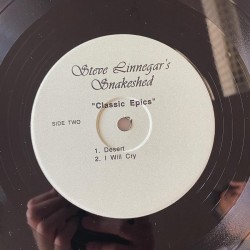 Steve Linnegar's
Snakeshed
"Classic Epics"
SIDE TWO
1. Desert
2. I Will Cry